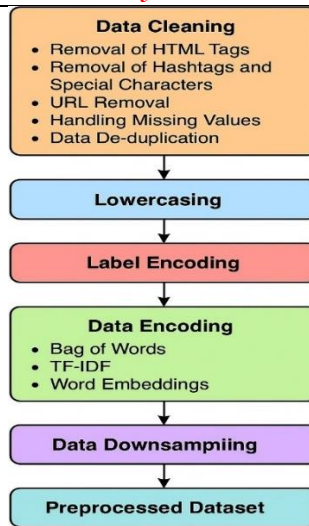 Data Cleaning
• Removal of HTML Tags
• Removal of Hashtags and
Special Characters
• URL Removal
• Handling Missing Values
• Data De-duplication
Lowercasing
Label Encoding
Data Encoding
• Bag of Words
• TF-IDF
• Word Embeddings
Data Downsampiing
Preprocessed Dataset